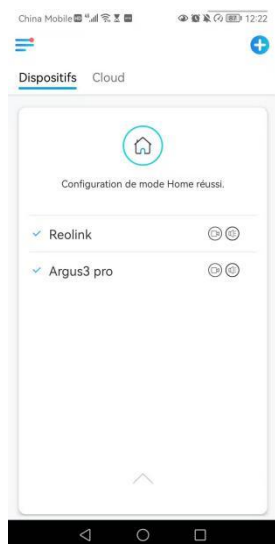 China Mobile 12:22
Dispositifs Cloud
Configuration de mode Home réussi.
Reolink
Argus3 pro